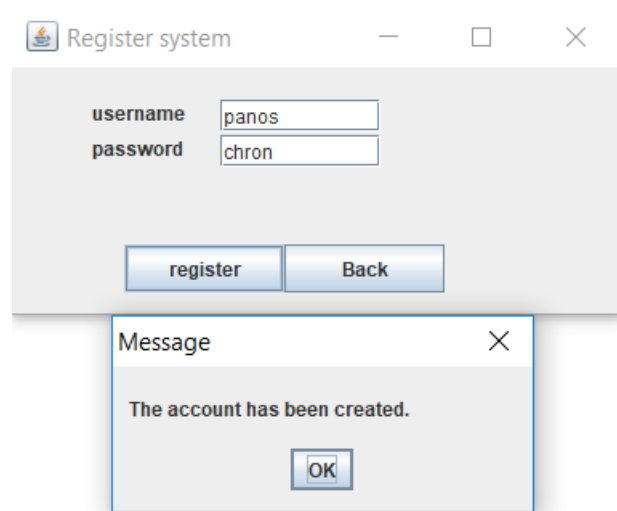 Register system
username panos
password chron
register Back
Message
The account has been created.
OK